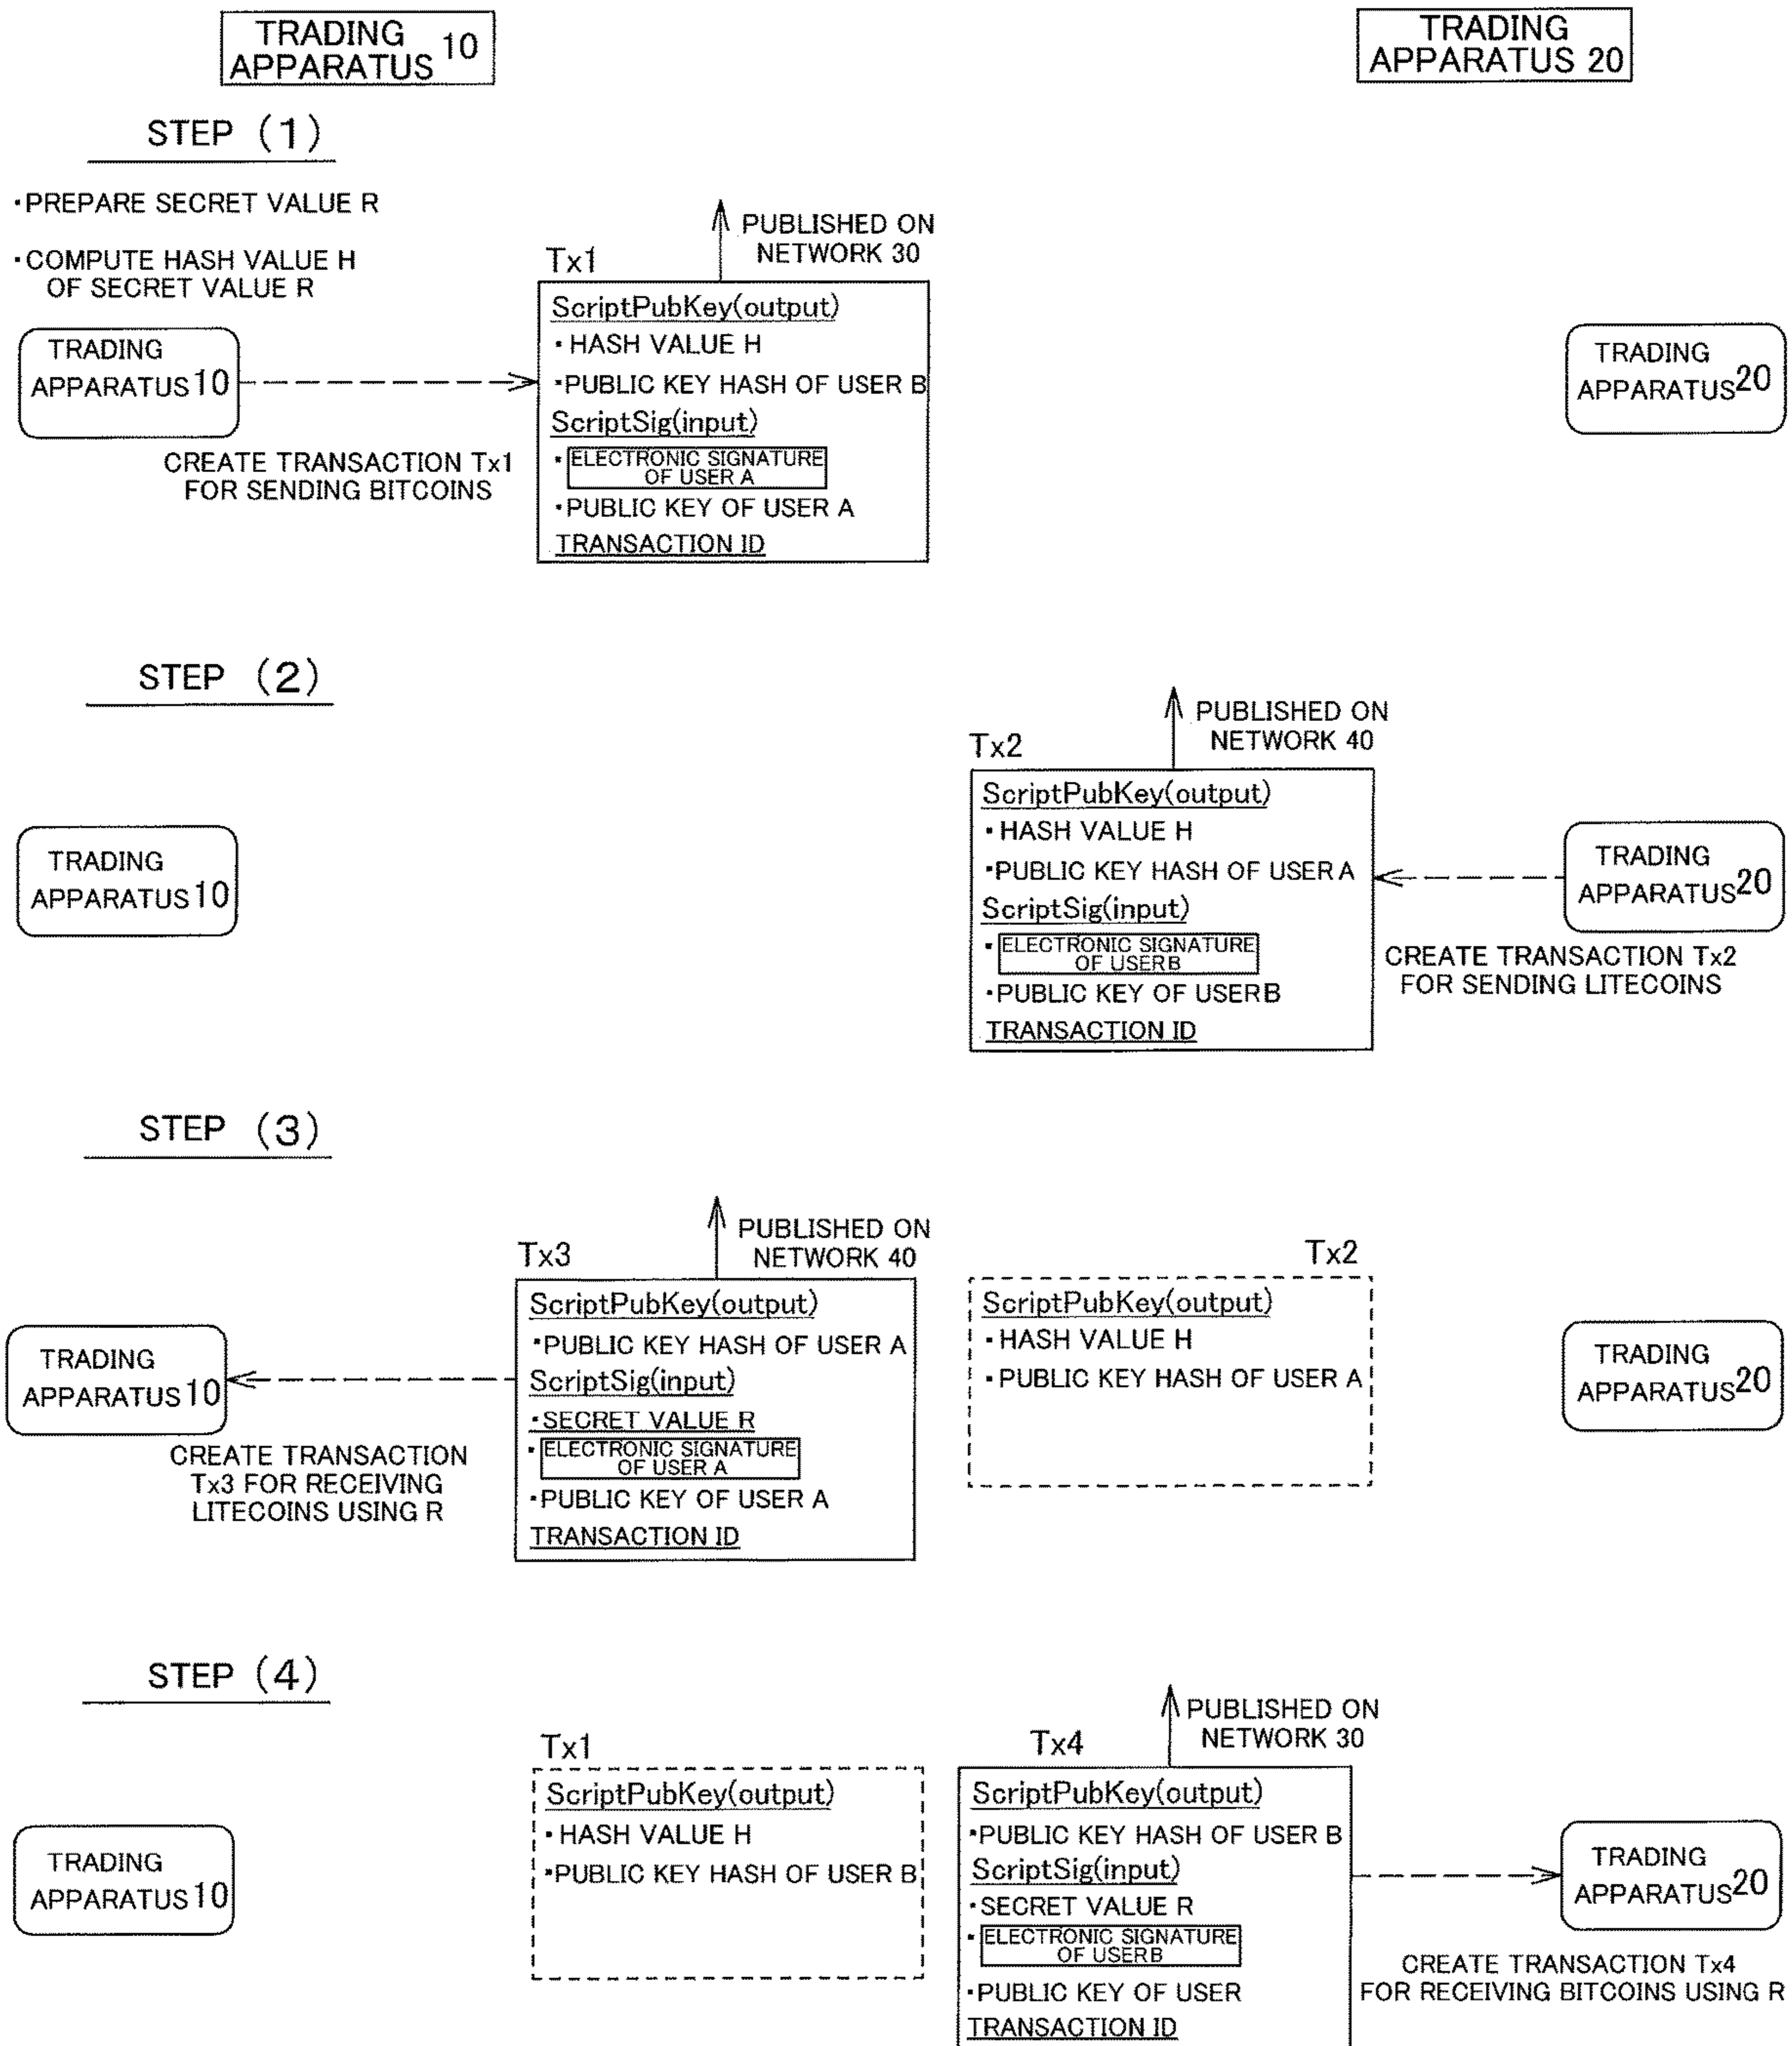 TRADING
APPARATUS 10
TRADING
APPARATUS 20
STEP (1)
・PREPARE SECRET VALUE R
・COMPUTE HASH VALUE H
OF SECRET VALUE R
PUBLISHED ON
NETWORK 30
Tx1
ScriptPubKey(output)
・HASH VALUE H
・PUBLIC KEY HASH OF USER B
ScriptSig(input)
・ELECTRONIC SIGNATURE
OF USER A
・PUBLIC KEY OF USER A
TRANSACTION ID
TRADING
APPARATUS 10
CREATE TRANSACTION Tx1
FOR SENDING BITCOINS
TRADING
APPARATUS 20
STEP (2)
PUBLISHED ON
NETWORK 40
Tx2
ScriptPubKey(output)
・HASH VALUE H
・PUBLIC KEY HASH OF USER A
ScriptSig(input)
・ELECTRONIC SIGNATURE
OF USER B
・PUBLIC KEY OF USER B
TRANSACTION ID
TRADING
APPARATUS 10
TRADING
APPARATUS 20
CREATE TRANSACTION Tx2
FOR SENDING LITECOINS
STEP (3)
PUBLISHED ON
NETWORK 40
Tx3
ScriptPubKey(output)
・PUBLIC KEY HASH OF USER A
ScriptSig(input)
・SECRET VALUE R
・ELECTRONIC SIGNATURE
OF USER A
・PUBLIC KEY OF USER A
TRANSACTION ID
TRADING
APPARATUS 10
CREATE TRANSACTION
Tx3 FOR RECEIVING
LITECOINS USING R
Tx2
ScriptPubKey(output)
・HASH VALUE H
・PUBLIC KEY HASH OF USER A
TRADING
APPARATUS 20
STEP (4)
Tx1
ScriptPubKey(output)
・HASH VALUE H
・PUBLIC KEY HASH OF USER B
TRADING
APPARATUS 10
PUBLISHED ON
NETWORK 30
Tx4
ScriptPubKey(output)
・PUBLIC KEY HASH OF USER B
ScriptSig(input)
・SECRET VALUE R
・ELECTRONIC SIGNATURE
OF USER B
・PUBLIC KEY OF USER
TRANSACTION ID
TRADING
APPARATUS 20
CREATE TRANSACTION Tx4
FOR RECEIVING BITCOINS USING R